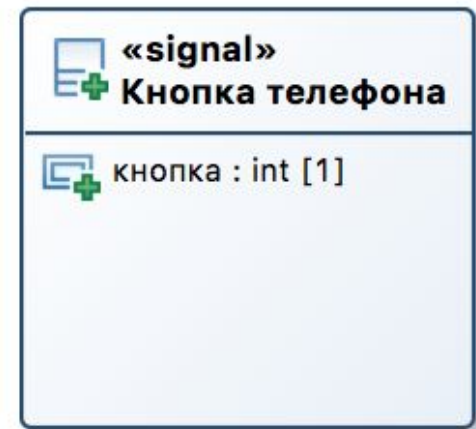 «signal»
Кнопка телефона
кнопка : int [1]